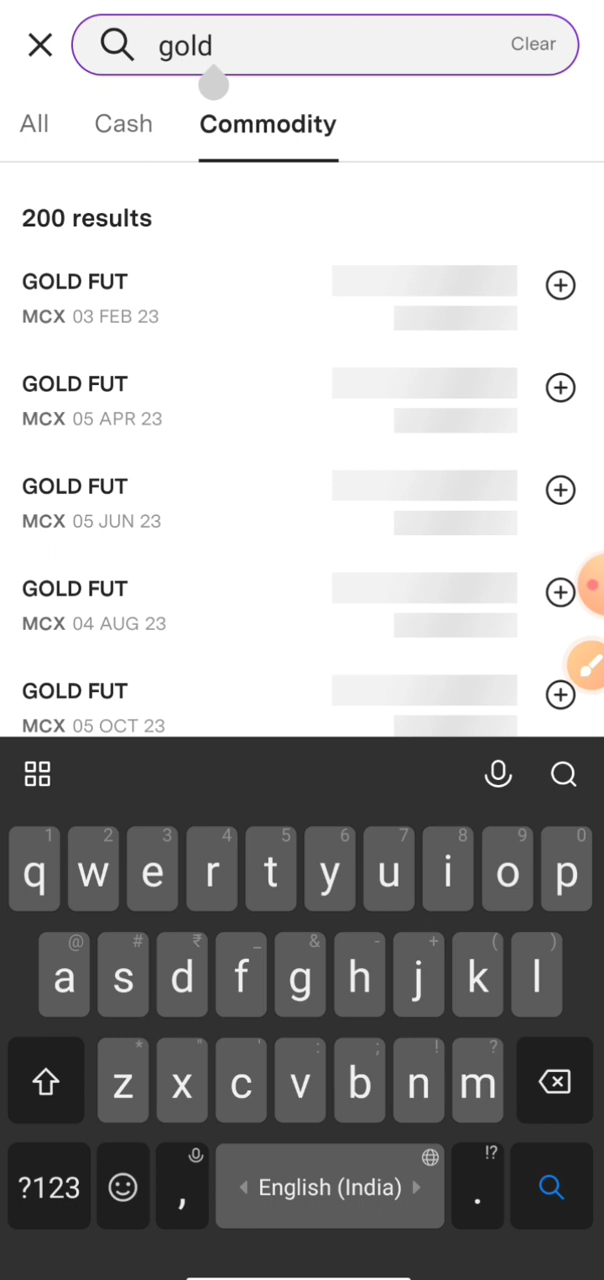 gold
Clear
All Cash Commodity
200 results
GOLD FUT
MCX 03 FEB 23
GOLD FUT
MCX 05 APR 23
GOLD FUT
MCX 05 JUN 23
GOLD FUT
MCX 04 AUG 23
GOLD FUT
MCX 05 OCT 23
1 2 3 4 5 6 7 8 9 0
q w e r t y u i o p
@ # ₹ _ & - + ( )
a s d f g h j k l
* " ' : ; ! ?
z x c v b n m
!?
?123 , English (India) .